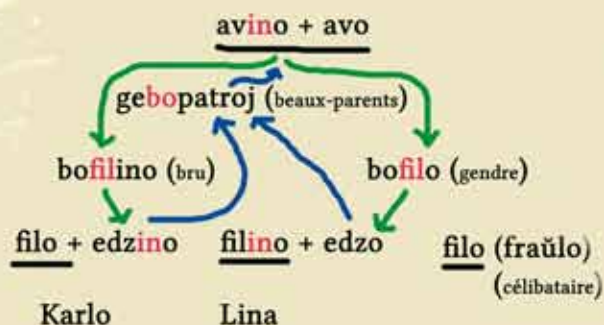 avino + avo
gebopatroj (beaux-parents)
bofilino (bru) bofilo (gendre)
filo + edzino filino + edzo filo (fraŭlo)
(célibataire)
Karlo Lina